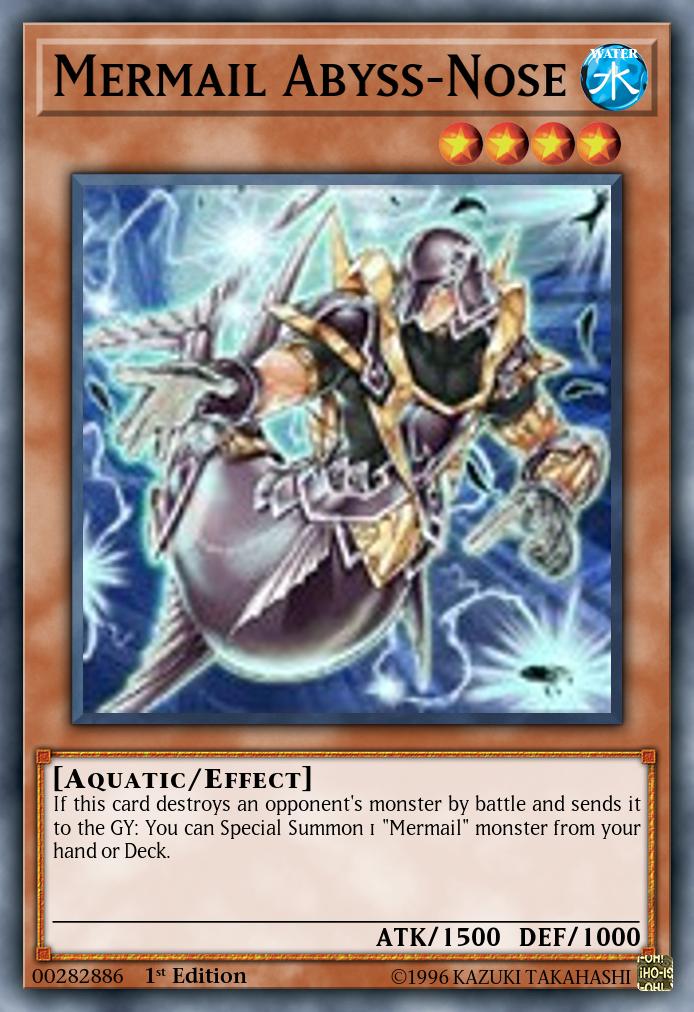 Mermail Abyss-Nose
WATER
水
[Aquatic/Effect]
If this card destroys an opponent's monster by battle and sends it
to the GY: You can Special Summon 1 "Mermail" monster from your
hand or Deck.
ATK/1500 DEF/1000
00282886 1st Edition ©1996 KAZUKI TAKAHASHI